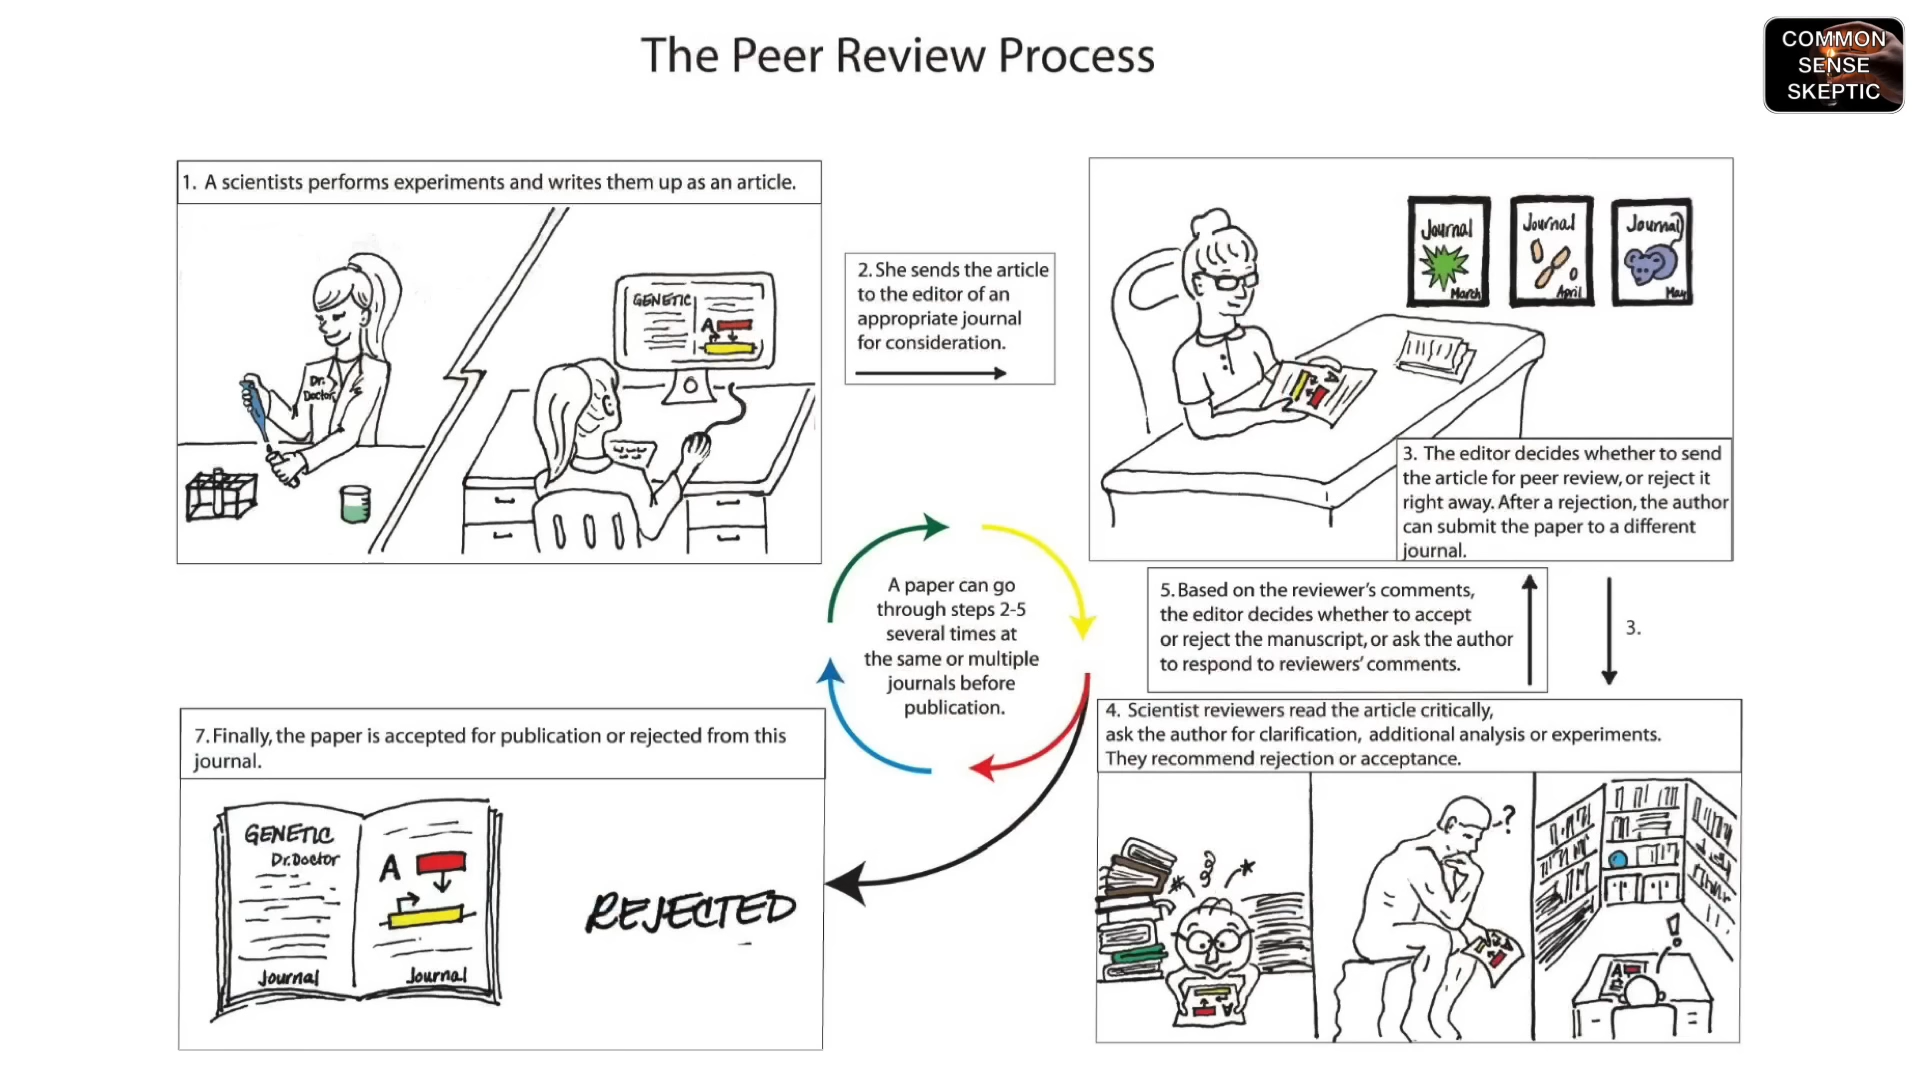 The Peer Review Process
COMMON
SENSE
SKEPTIC
1. A scientists performs experiments and writes them up as an article.
Dr.
Doctor
GENETIC
A
2. She sends the article
to the editor of an
appropriate journal
for consideration.
Journal
March
Journal
April
Journal
May
A
3. The editor decides whether to send
the article for peer review, or reject it
right away. After a rejection, the author
can submit the paper to a different
journal.
A paper can go
through steps 2-5
several times at
the same or multiple
journals before
publication.
5. Based on the reviewer's comments,
the editor decides whether to accept
or reject the manuscript, or ask the author
to respond to reviewers' comments.
3.
4. Scientist reviewers read the article critically,
ask the author for clarification, additional analysis or experiments.
They recommend rejection or acceptance.
?
A
A
!
A
7. Finally, the paper is accepted for publication or rejected from this
journal.
GENETIC
Dr. Doctor
A
Journal
Journal
REJECTED